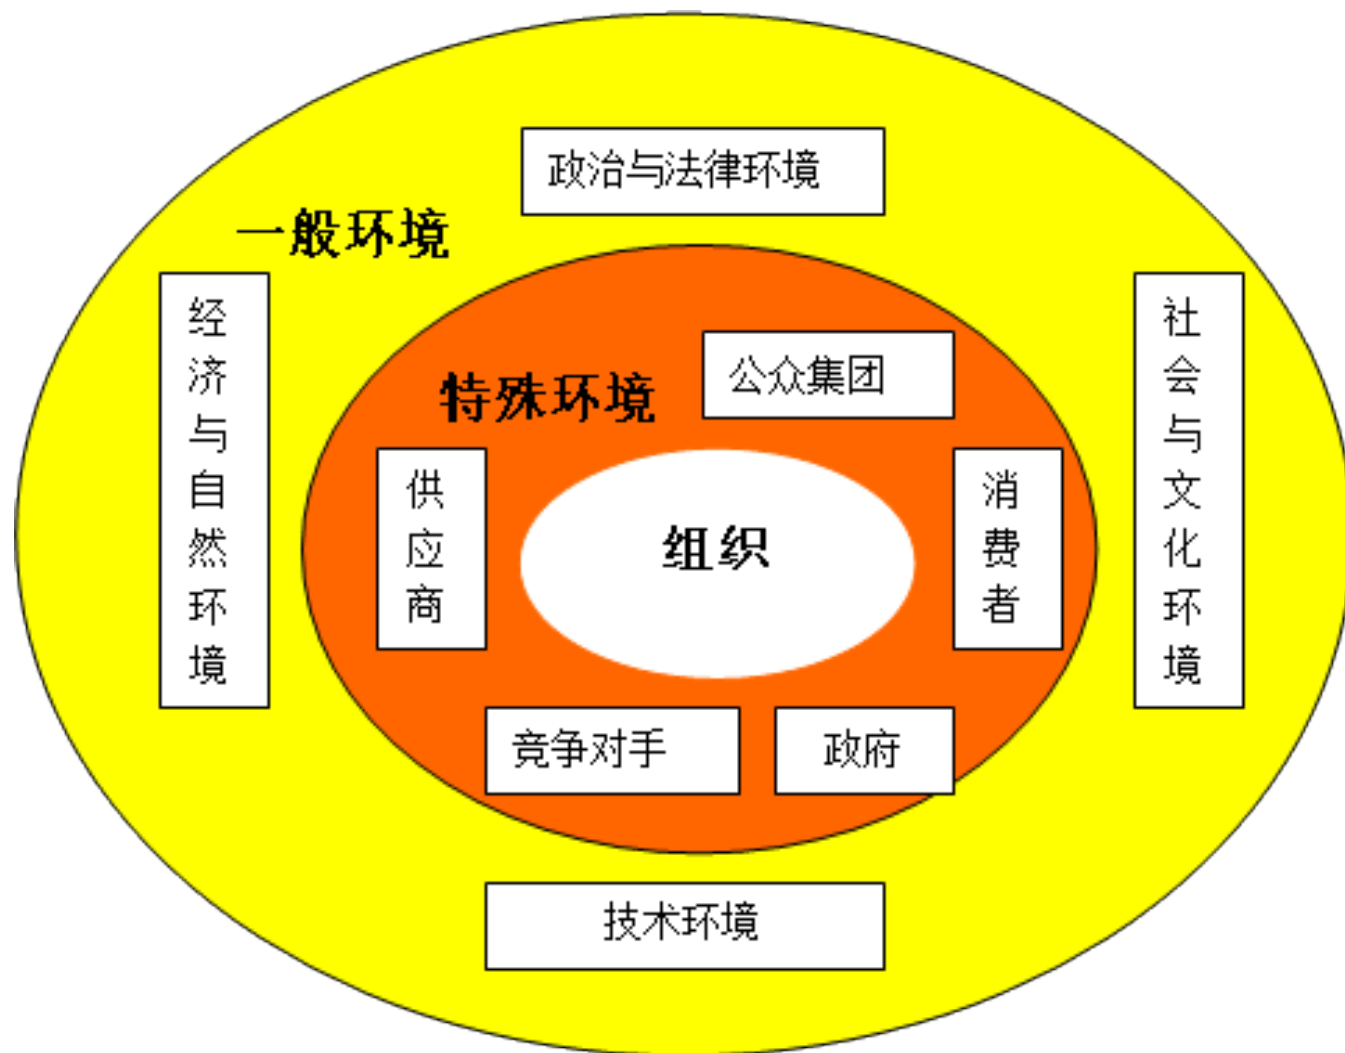 政治与法律环境
一般环境
经济与自然环境
社会与文化环境
公众集团
特殊环境
供应商
消费者
组织
竞争对手
政府
技术环境